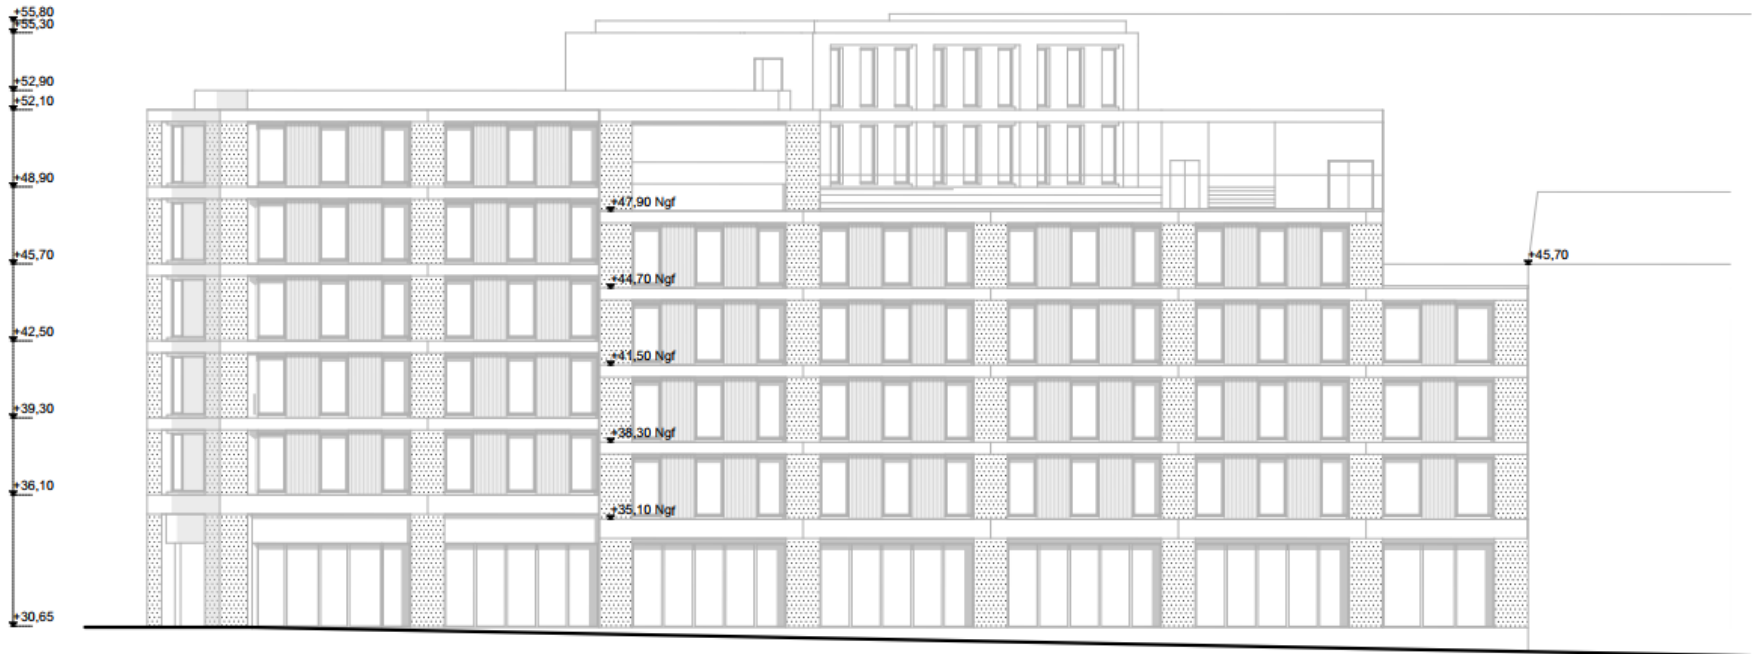 +55,80
+55,30
+52,90
+52,10
+48,90
+47,90 Ngf
+45,70
+45,70
+44,70 Ngf
+42,50
+41,50 Ngf
+39,30
+38,30 Ngf
+36,10
+35,10 Ngf
+30,65